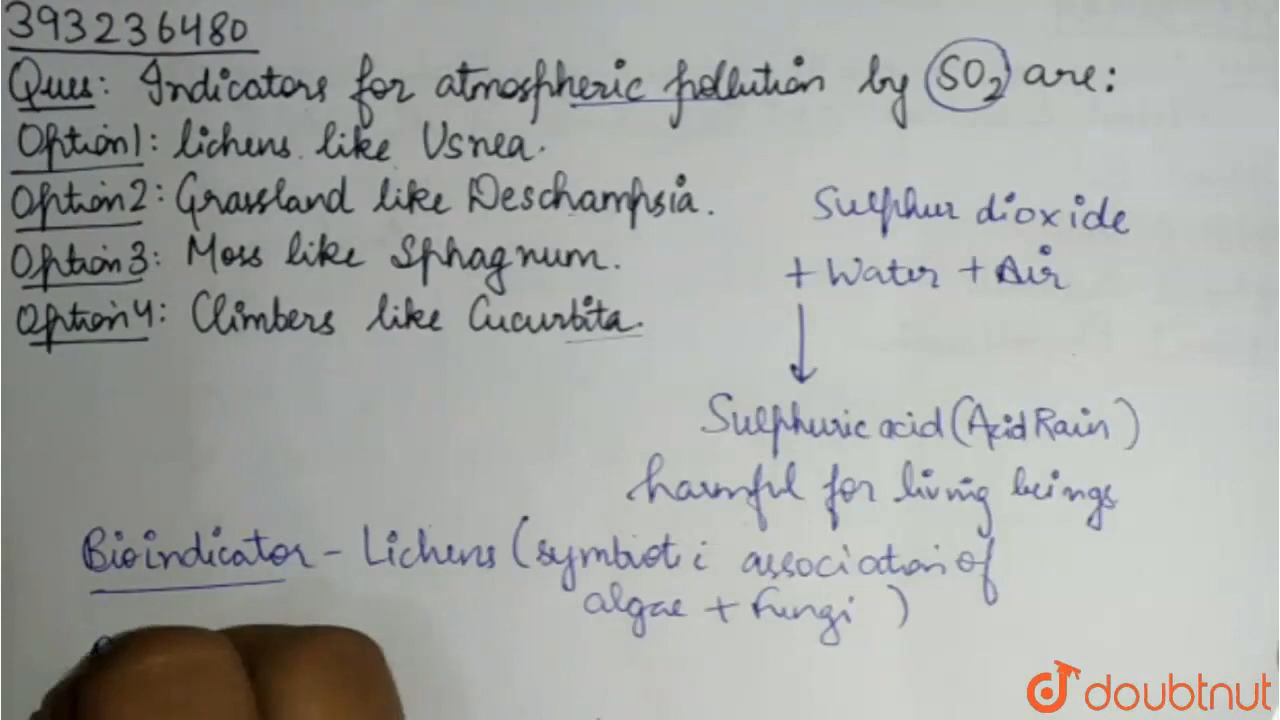 393236480
Ques: Indicators for atmospheric pollution by SO2 are:
Option1: lichens like Usnea.
Option2: Grassland like Deschampsia.
Option3: Moss like Sphagnum.
Option4: Climbers like Cucurbita.
Sulphur dioxide
+ Water + Air
↓
Sulphuric acid (Acid Rain)
harmful for living beings
Bioindicator - Lichens (symbioti c association of
algae + Fungi )
doubtnut